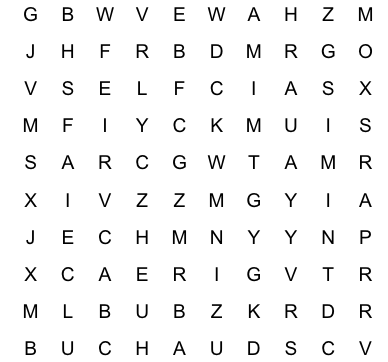 G B W V E W A H Z M
J H F R B D M R G O
V S E L F C I A S X
M F I Y C K M U I S
S A R C G W T A M R
X I V Z Z M G Y I A
J E C H M N Y Y N P
X C A E R I G V T R
M L B U B Z K R D R
B U C H A U D S C V